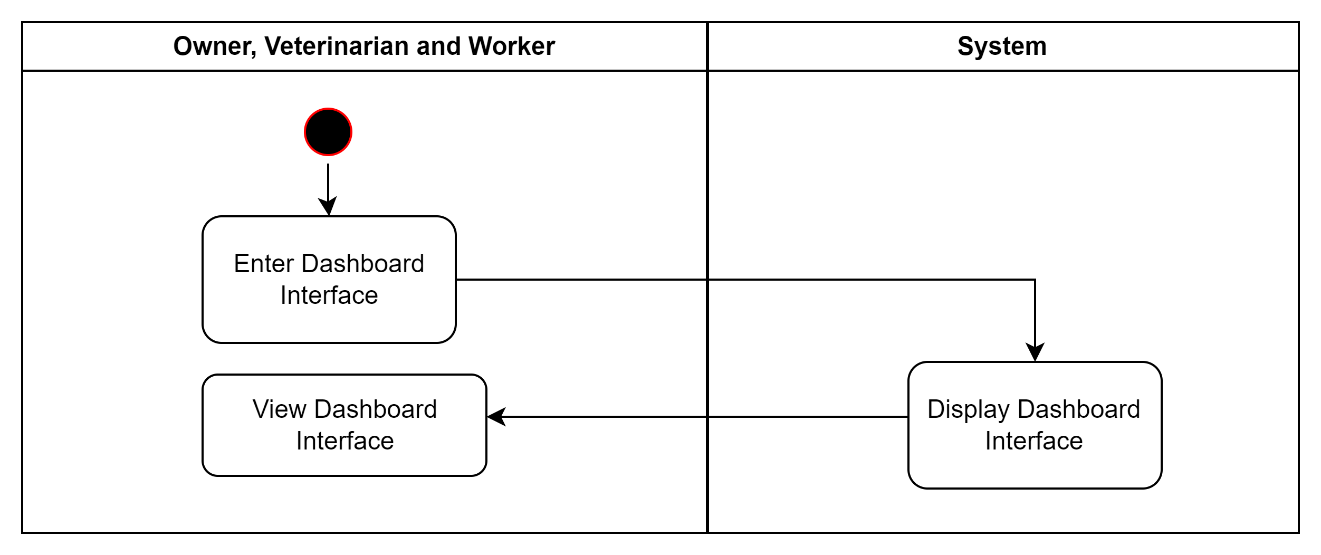 Owner, Veterinarian and Worker
System
Enter Dashboard
Interface
View Dashboard
Interface
Display Dashboard
Interface